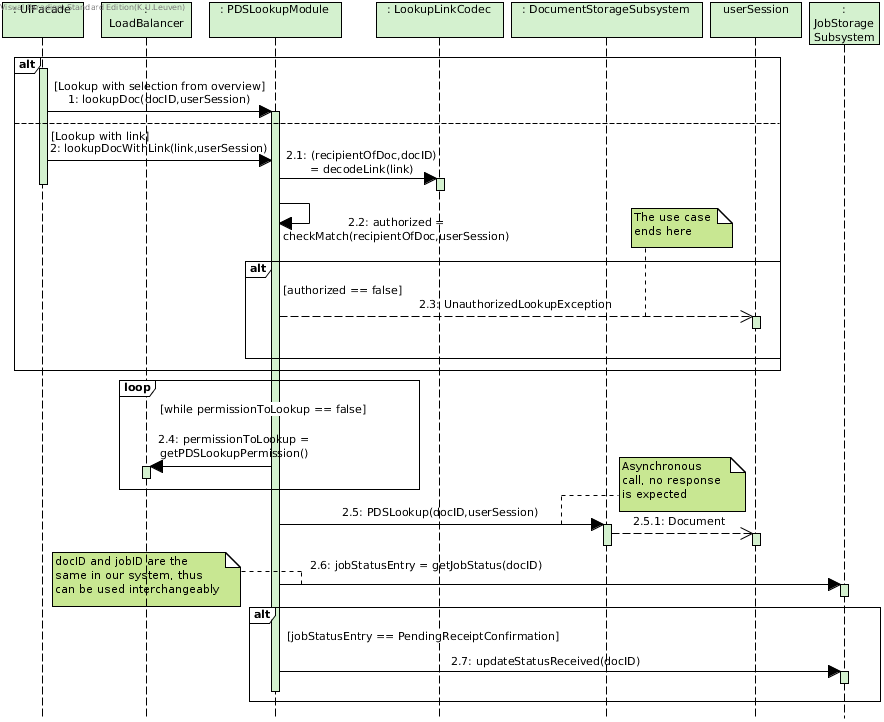 : UIFacade
:
LoadBalancer
: PDSLookupModule
: LookupLinkCodec
: DocumentStorageSubsystem
userSession
:
JobStorage
Subsystem
Standard Edition(K.U.Leuven)
alt
[Lookup with selection from overview]
1: lookupDoc(docID,userSession)
[Lookup with link]
2: lookupDocWithLink(link,userSession)
2.1: (recipientOfDoc,docID)
= decodeLink(link)
2.2: authorized =
checkMatch(recipientOfDoc,userSession)
The use case
ends here
alt
[authorized == false]
2.3: UnauthorizedLookupException
loop
[while permissionToLookup == false]
2.4: permissionToLookup =
getPDSLookupPermission()
Asynchronous
call, no response
is expected
2.5: PDSLookup(docID,userSession)
2.5.1: Document
docID and jobID are the
same in our system, thus
can be used interchangeably
2.6: jobStatusEntry = getJobStatus(docID)
alt
[jobStatusEntry == PendingReceiptConfirmation]
2.7: updateStatusReceived(docID)